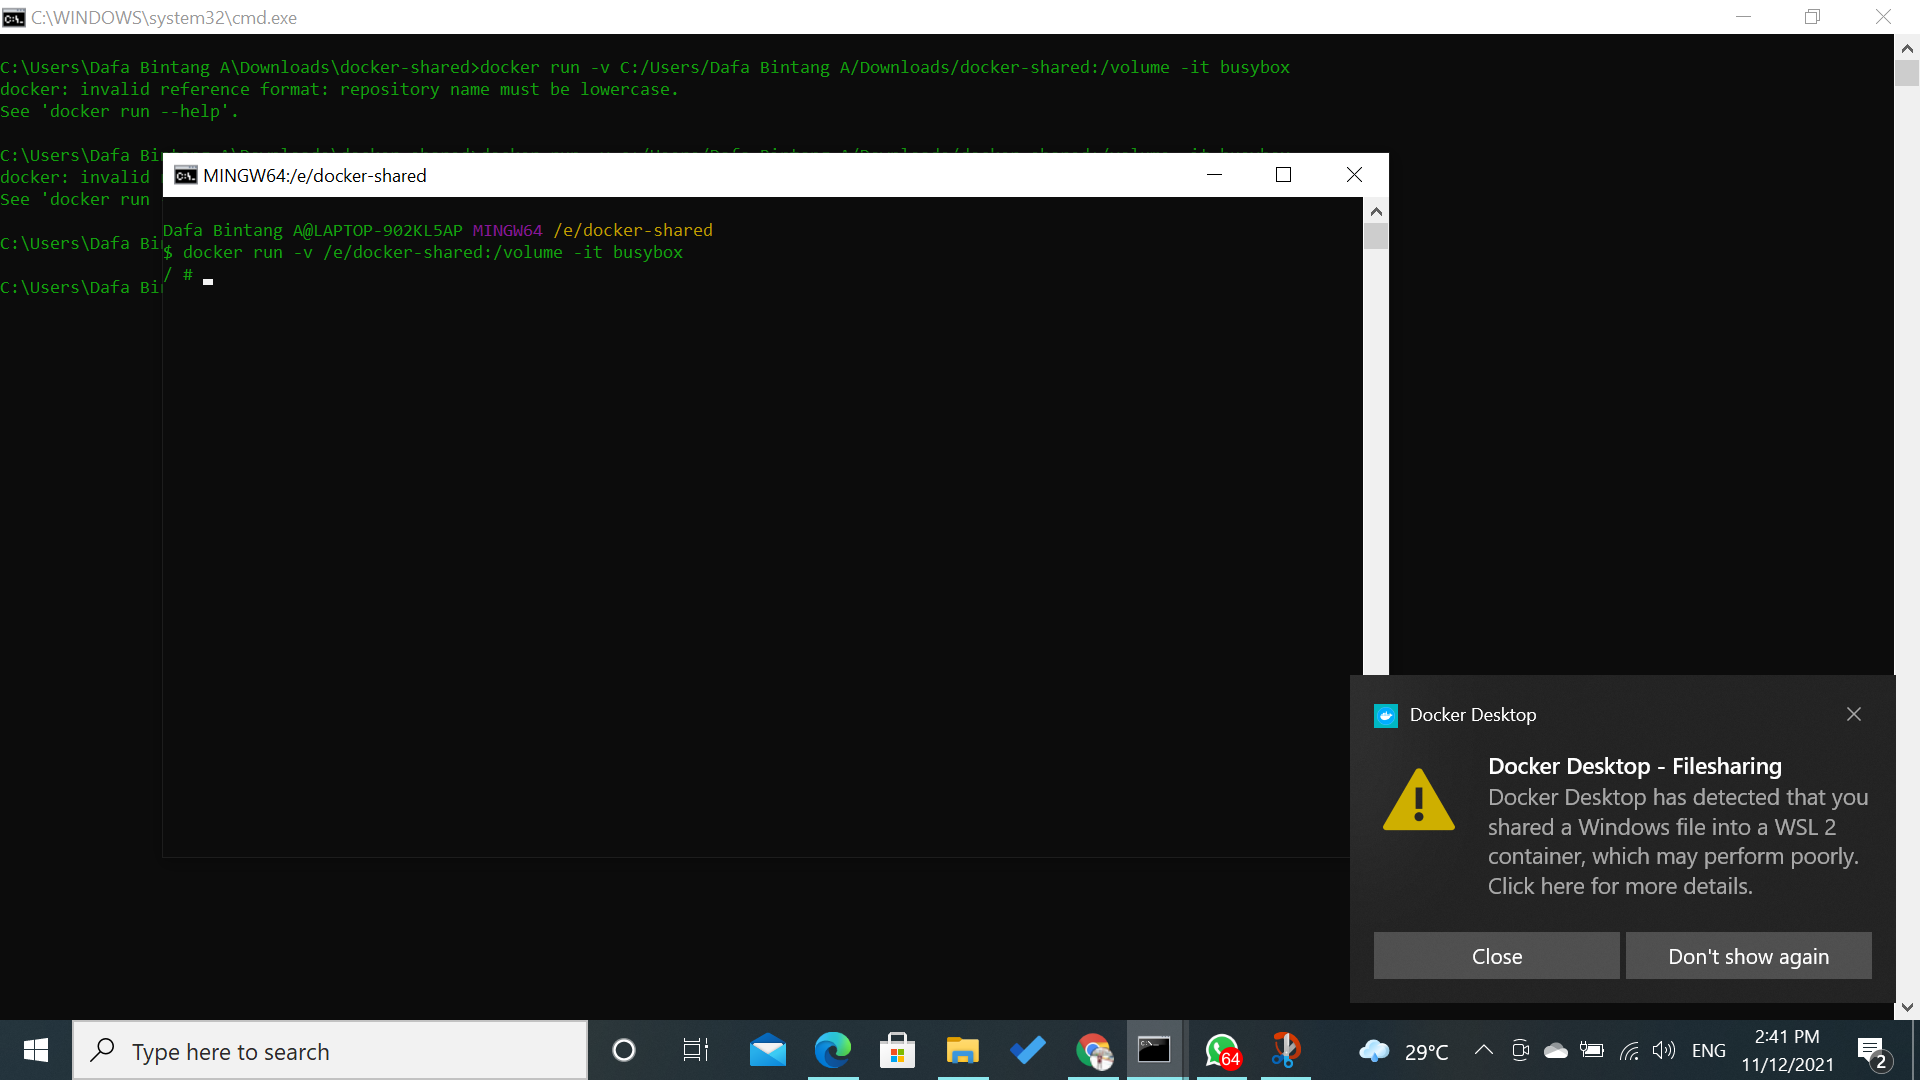 C:\WINDOWS\system32\cmd.exe
C:\Users\Dafa Bintang A\Downloads\docker-shared>docker run -v C:/Users/Dafa Bintang A/Downloads/docker-shared:/volume -it busybox
docker: invalid reference format: repository name must be lowercase.
See 'docker run --help'.
C:\Users\Dafa
docker: invalid
See 'docker run
C:\Users\Dafa
C:\Users\Dafa
MINGW64:/e/docker-shared
Dafa Bintang A@LAPTOP-902KL5AP MINGW64 /e/docker-shared
$ docker run -v /e/docker-shared:/volume -it busybox
/ #
Docker Desktop
Docker Desktop - Filesharing
Docker Desktop has detected that you
shared a Windows file into a WSL 2
container, which may perform poorly.
Click here for more details.
Close
Don't show again
Type here to search
64
29°C
ENG
2:41 PM
11/12/2021
2